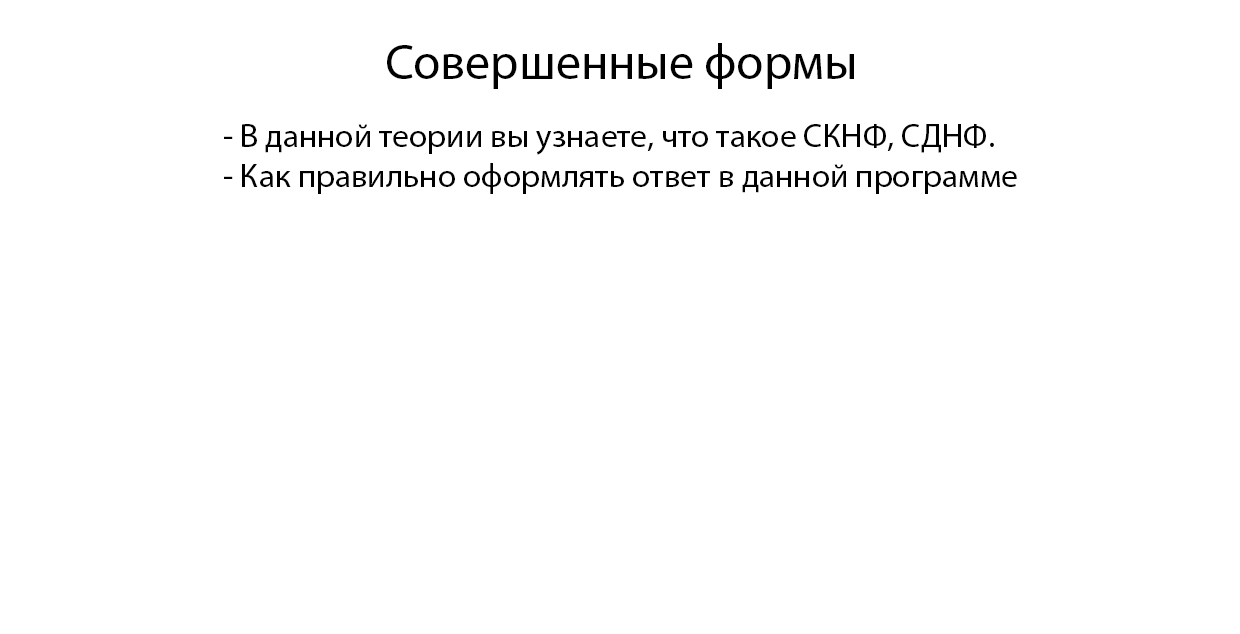 Совершенные формы
- В данной теории вы узнаете, что такое СКНФ, СДНФ.
- Как правильно оформлять ответ в данной программе